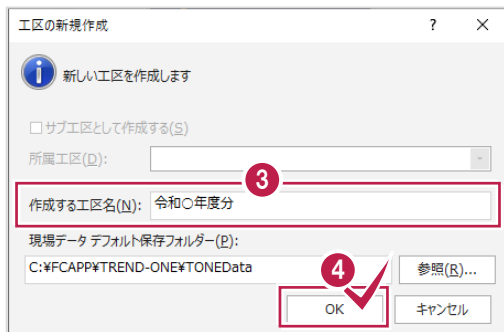 工区の新規作成 ? ×
新しい工区を作成します
サブ工区として作成する(S)
所属工区(D):
3
作成する工区名(N): 令和○年度分
現場データ デフォルト保存フォルダー(P):
C:¥FCAPP¥TREND-ONE¥TONEData 参照(R)...
4
OK キャンセル